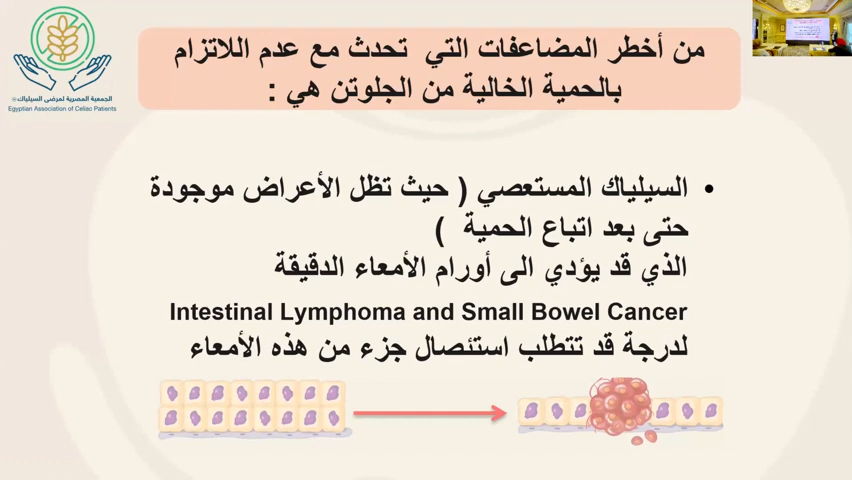 الجمعية المصرية لمرضى السيلياك
Egyptian Association of Celiac Patients
من أخطر المضاعفات التي تحدث مع عدم اللاتزام
بالحمية الخالية من الجلوتن هي :
• السيلياك المستعصي ( حيث تظل الأعراض موجودة
حتى بعد اتباع الحمية )
الذي قد يؤدي الى أورام الأمعاء الدقيقة
Intestinal Lymphoma and Small Bowel Cancer
لدرجة قد تتطلب استئصال جزء من هذه الأمعاء